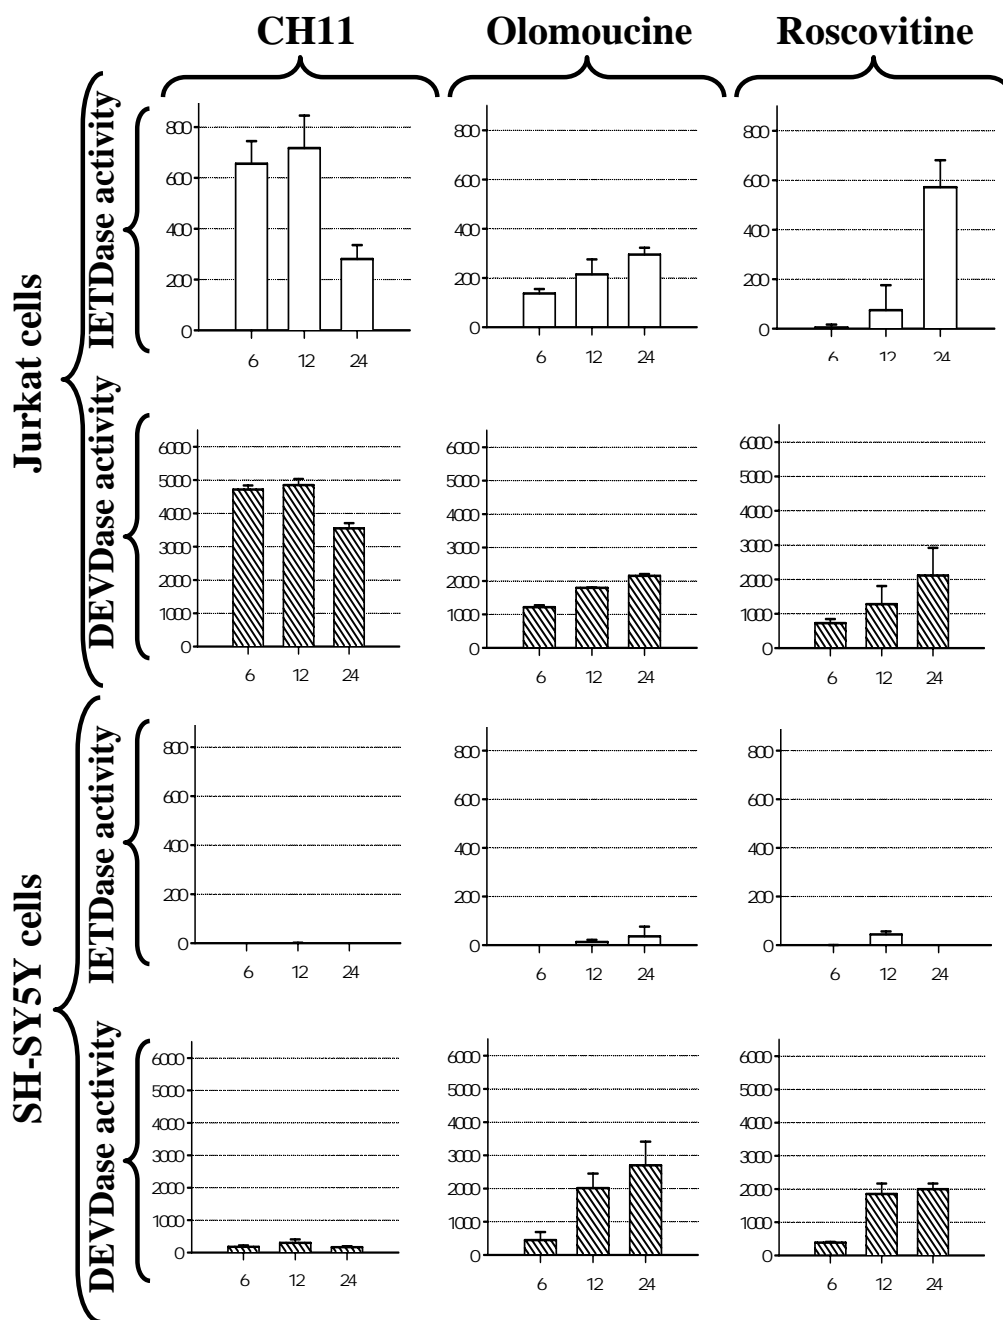 CH11 Olomoucine Roscovitine
Jurkat cells
IETDase activity
800 800 800
600 600 600
400 400 400
200 200 200
0 0 0
6 12 24 6 12 24 6 12 24
DEVDase activity
6000 6000 6000
5000 5000 5000
4000 4000 4000
3000 3000 3000
2000 2000 2000
1000 1000 1000
0 0 0
6 12 24 6 12 24 6 12 24
SH-SY5Y cells
IETDase activity
800 800 800
600 600 600
400 400 400
200 200 200
0 0 0
6 12 24 6 12 24 6 12 24
DEVDase activity
6000 6000 6000
5000 5000 5000
4000 4000 4000
3000 3000 3000
2000 2000 2000
1000 1000 1000
0 0 0
6 12 24 6 12 24 6 12 24